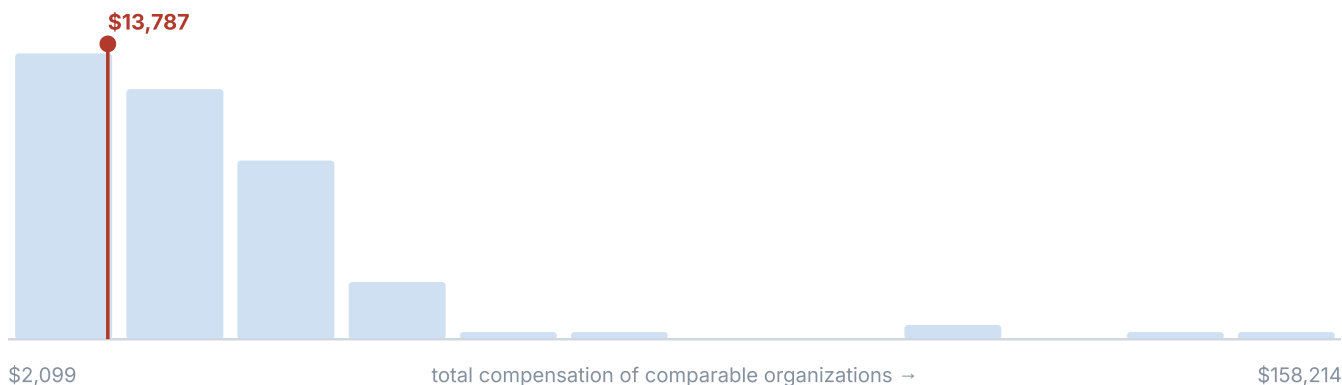 $13,787
$2,099 total compensation of comparable organizations → $158,214